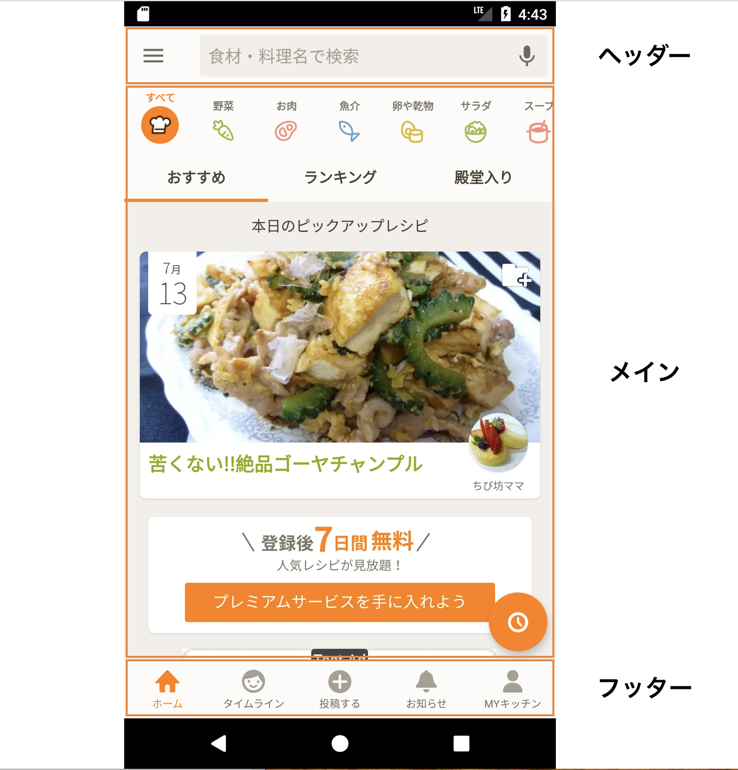 LTE 4:43
食材・料理名で検索
ヘッダー
すべて 野菜 お肉 魚介 卵や乾物 サラダ スープ
おすすめ ランキング 殿堂入り
本日のピックアップレシピ
7月
13
メイン
苦くない!!絶品ゴーヤチャンプル
ちび坊ママ
\ 登録後7日間 無料 /
人気レシピが見放題！
プレミアムサービスを手に入れよう
フッター
ホーム タイムライン 投稿する お知らせ MYキッチン